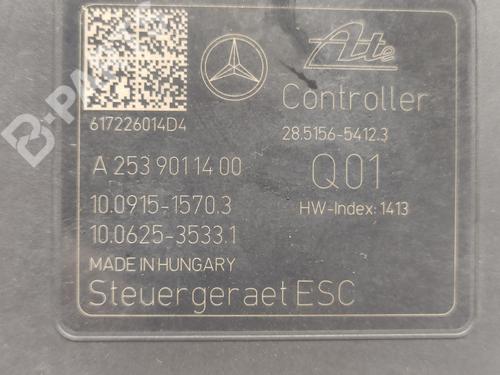 Ate
Controller
617226014D4
28.5156-5412.3
A 253 901 14 00
Q01
10.0915-1570.3
HW-Index: 1413
10.0625-3533.1
MADE IN HUNGARY
Steuergeraet ESC